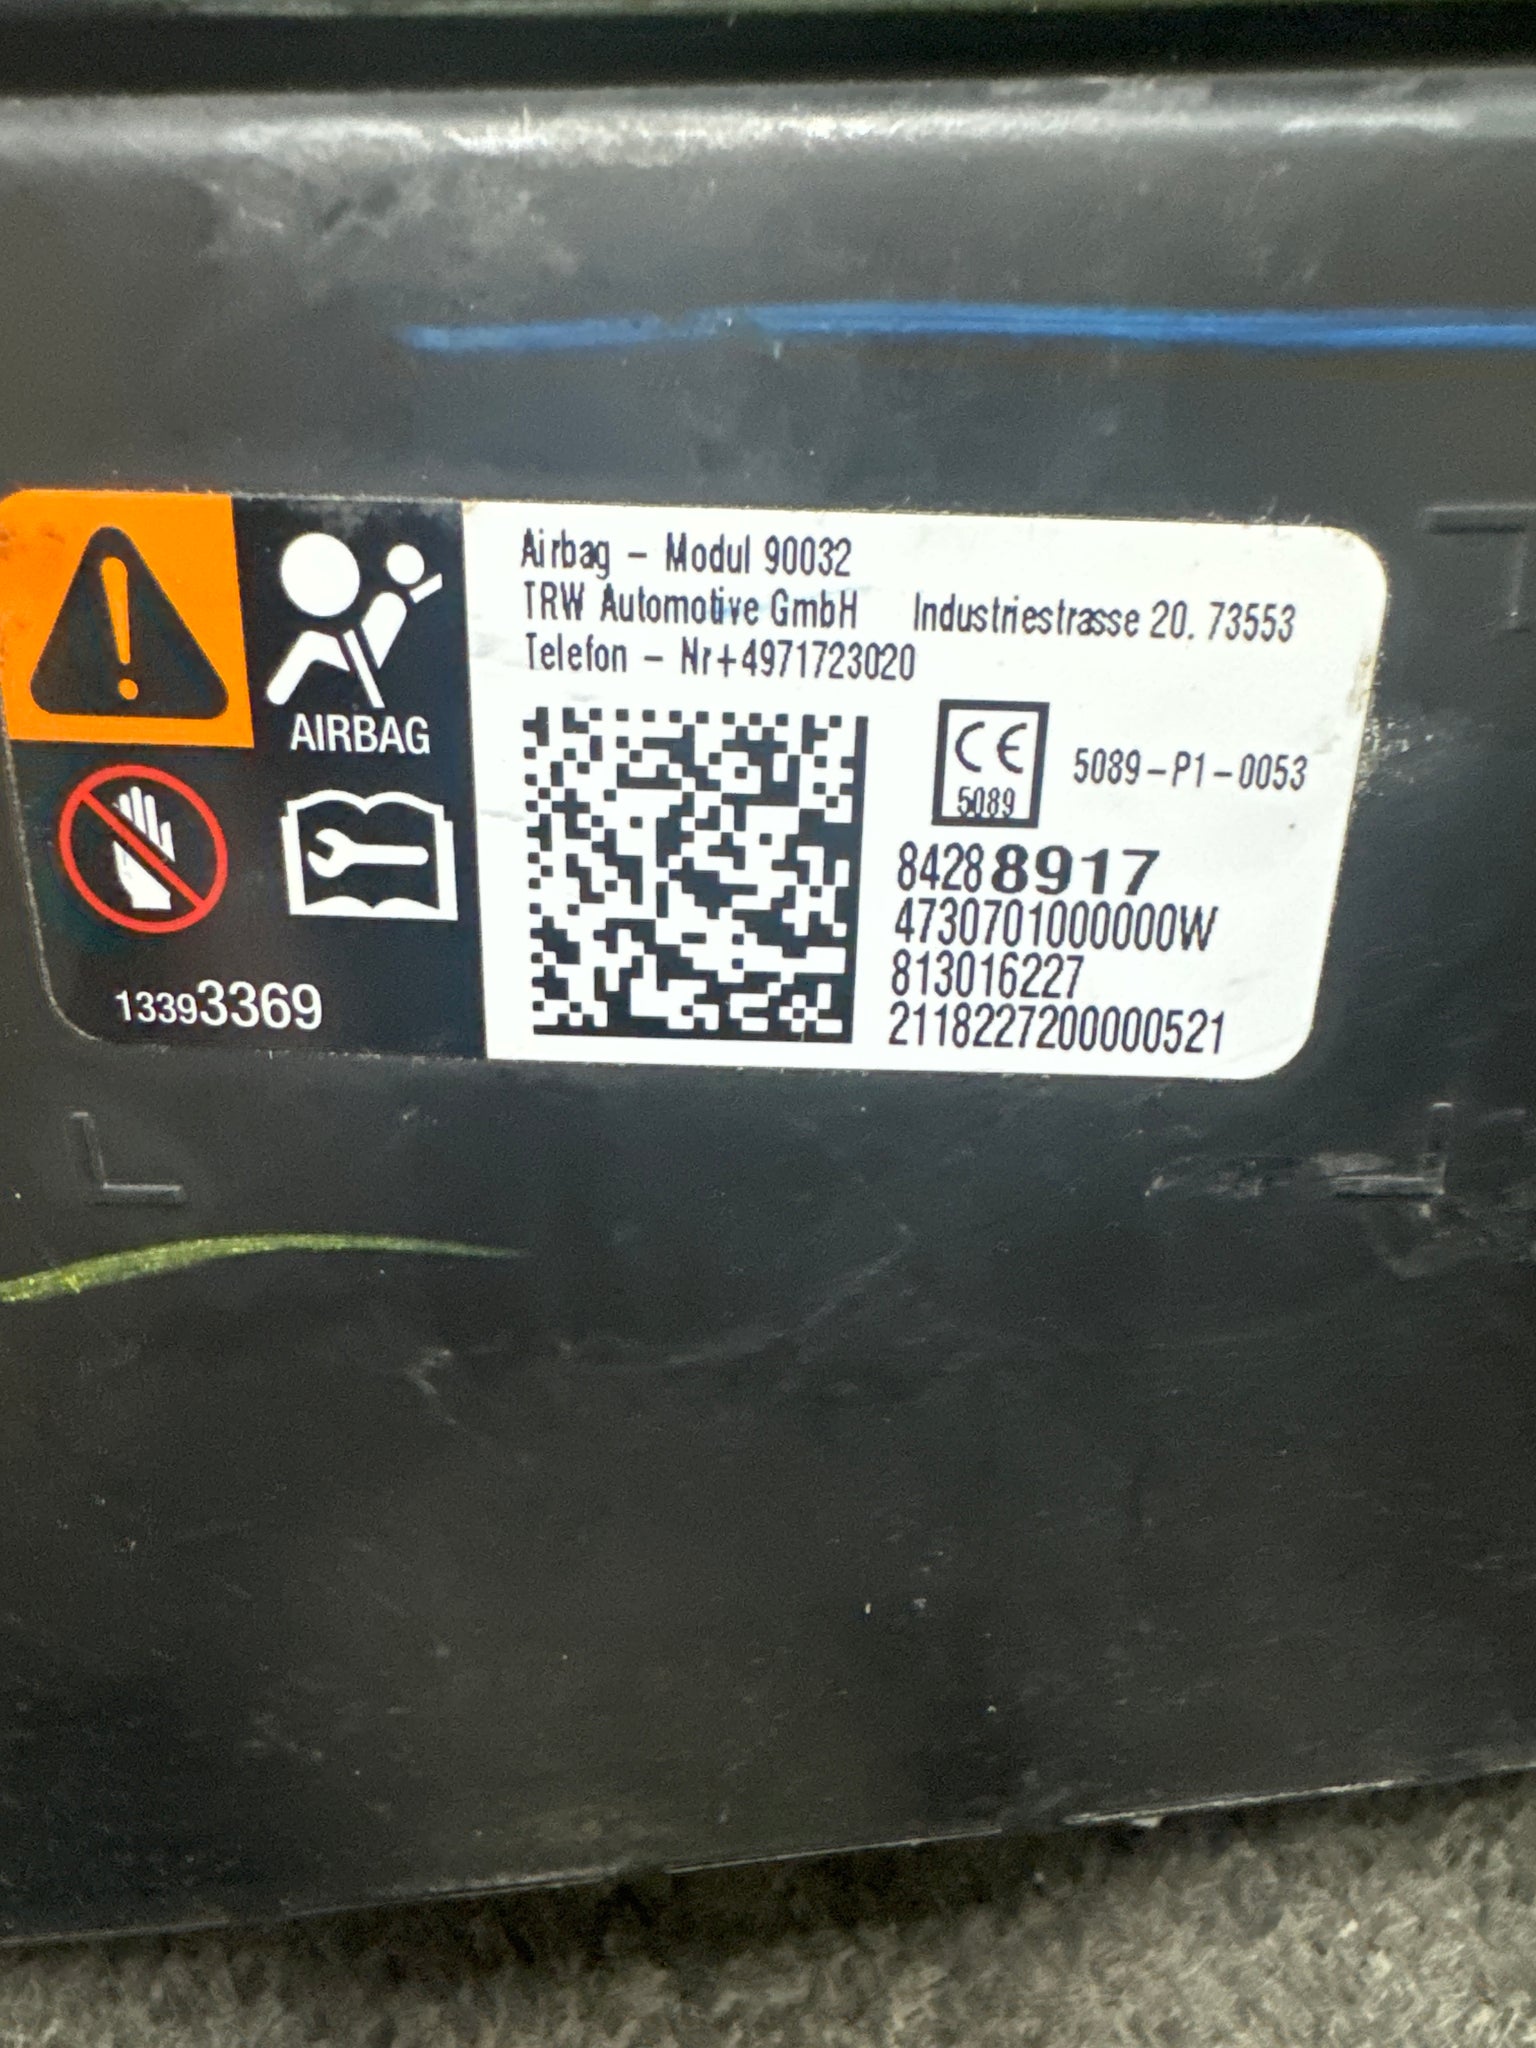 Airbag - Modul 90032
TRW Automotive GmbH Industriestrasse 20. 73553
Telefon - Nr+4971723020
AIRBAG
CE
5089
5089-P1-0053
84288917
4730701000000W
813016227
2118227200000521
13393369